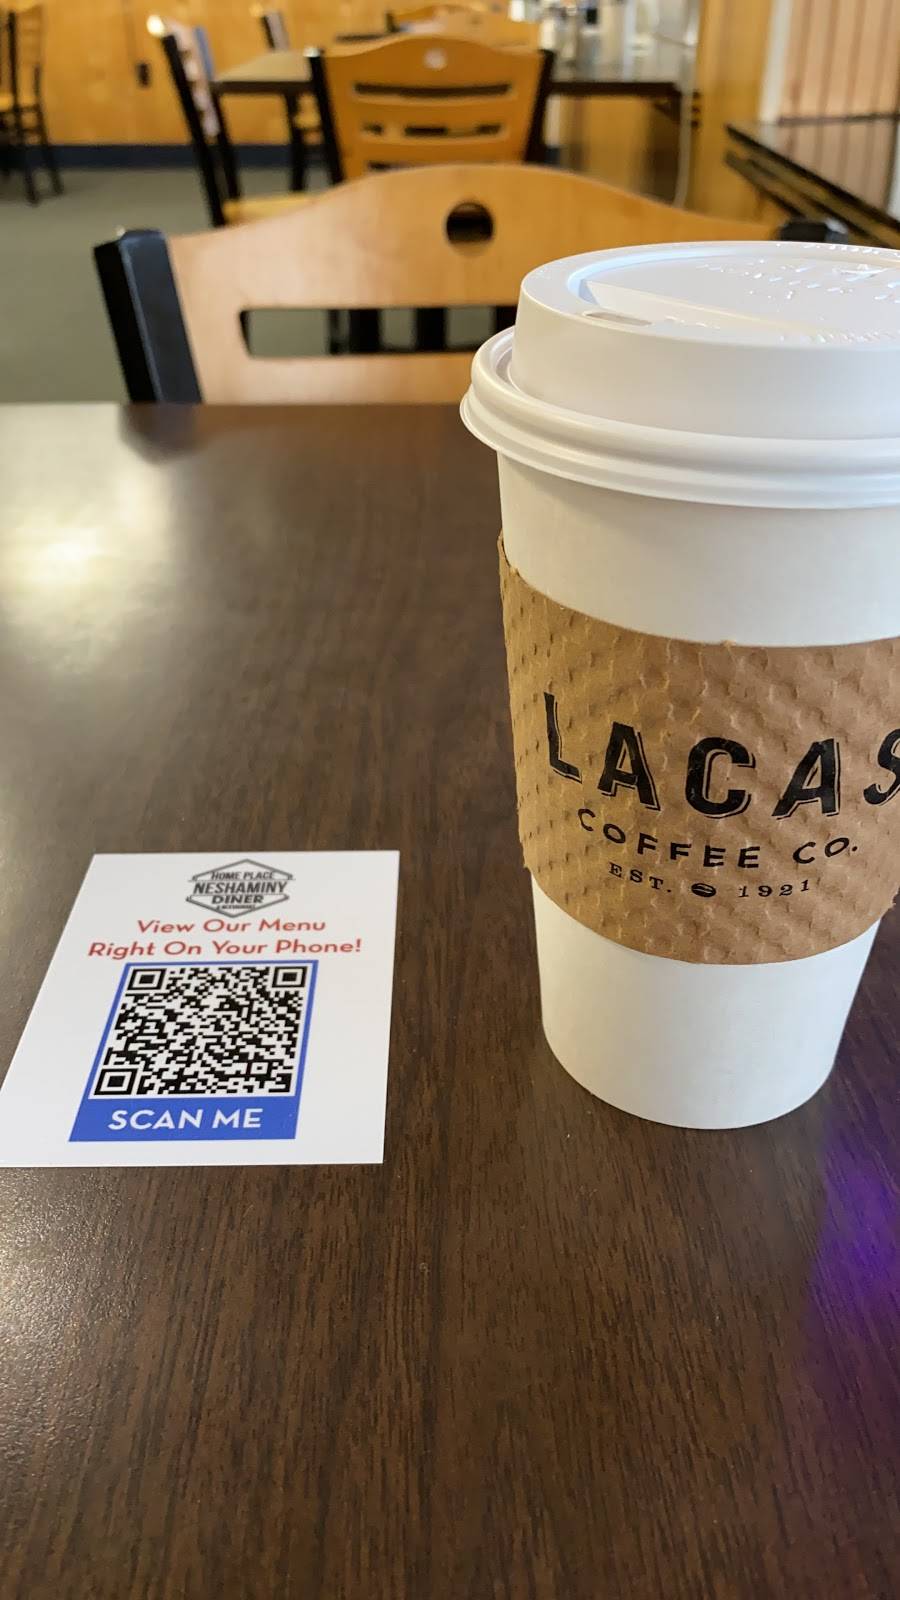 HOME PLACE
NESHAMINY
DINER
View Our Menu
Right On Your Phone!
SCAN ME
LACAS
COFFEE CO.
EST. 1921